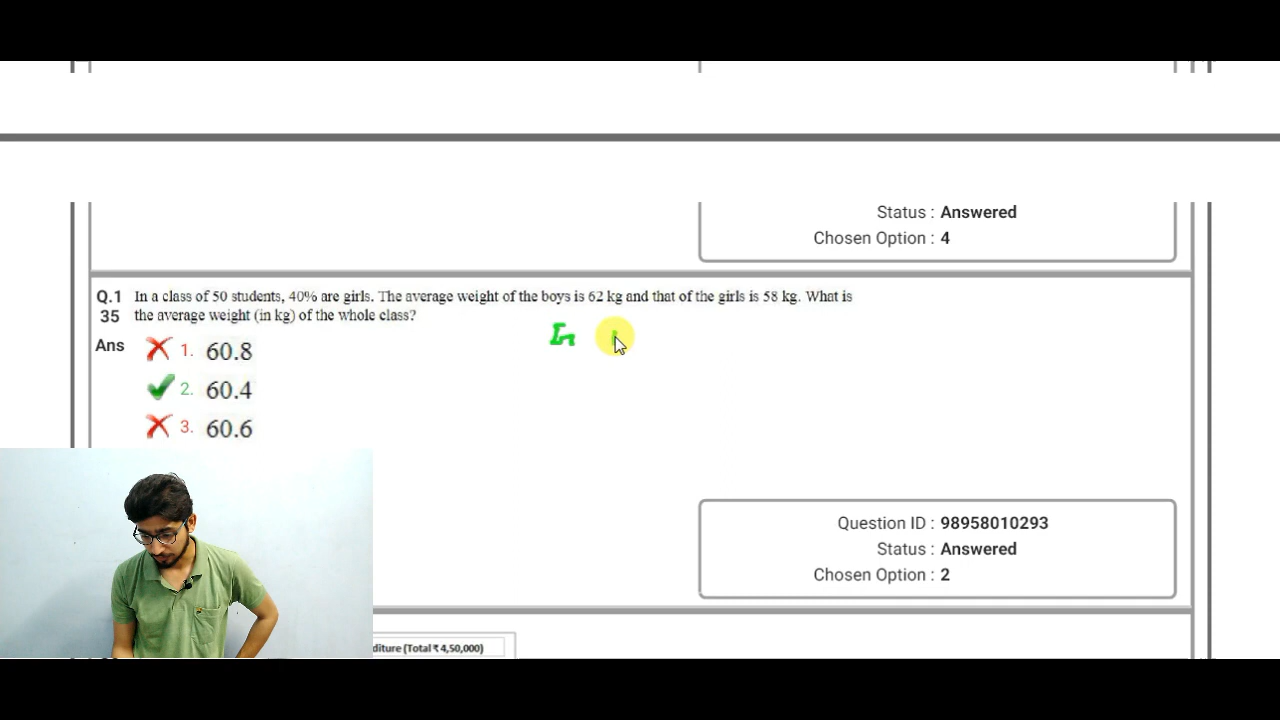 Status : Answered
Chosen Option : 4
Q.1 In a class of 50 students, 40% are girls. The average weight of the boys is 62 kg and that of the girls is 58 kg. What is
35 the average weight (in kg) of the whole class?
Ans 1. 60.8
2. 60.4
3. 60.6
Question ID : 98958010293
Status : Answered
Chosen Option : 2
diture (Total ₹ 4,50,000)